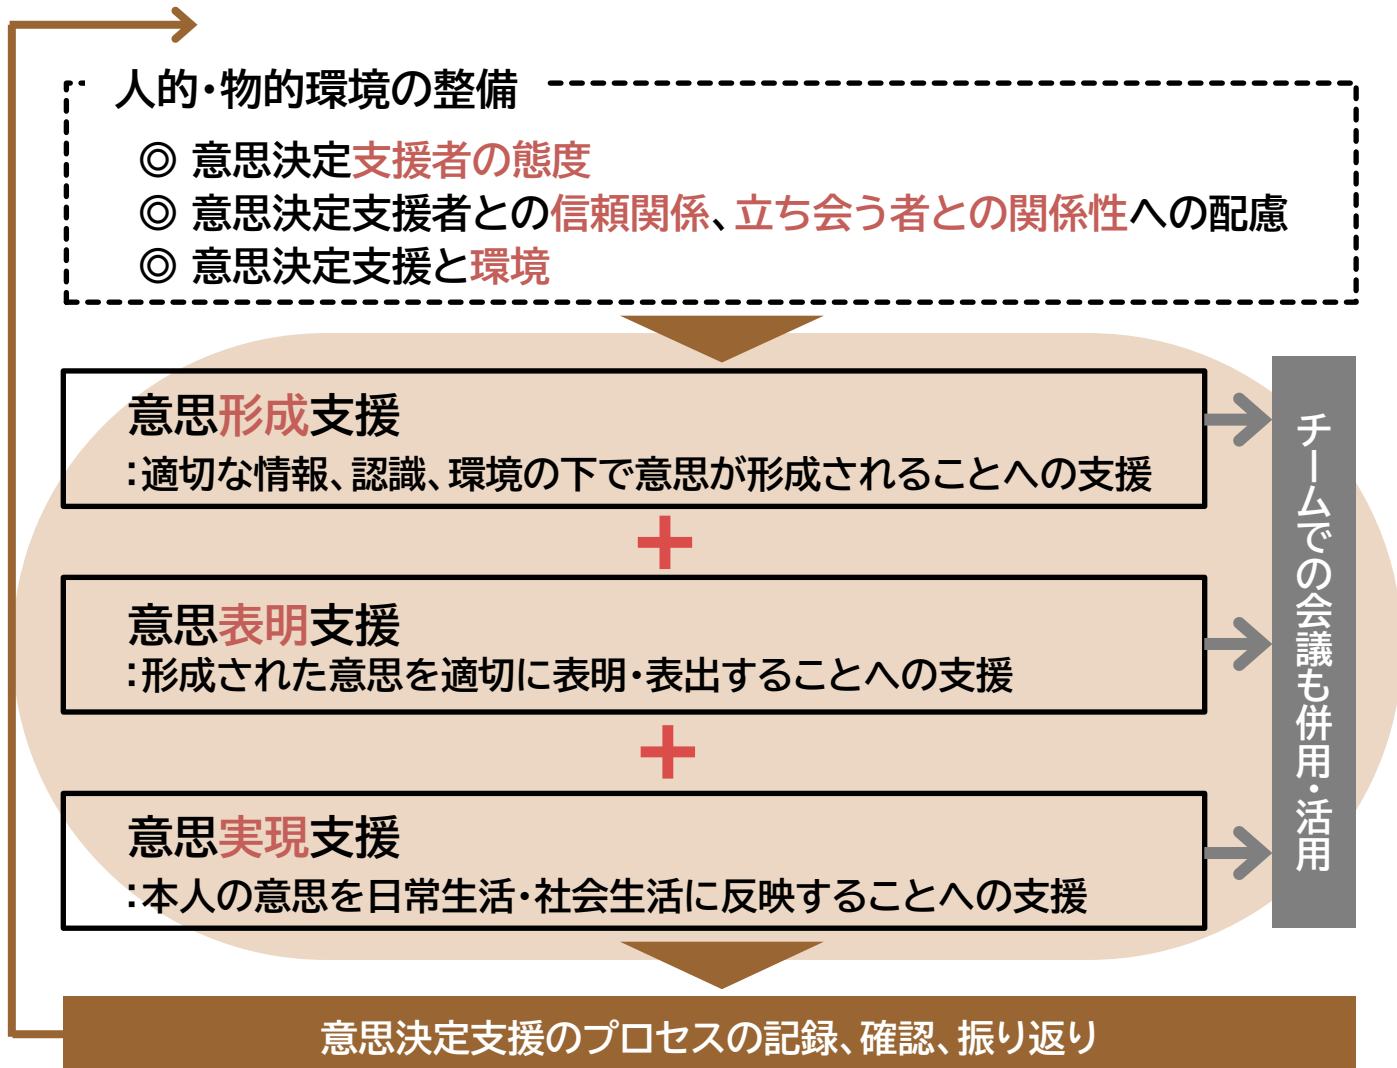 人的・物的環境の整備
◎ 意思決定支援者の態度
◎ 意思決定支援者との信頼関係、立ち会う者との関係性への配慮
◎ 意思決定支援と環境
意思形成支援
:適切な情報、認識、環境の下で意思が形成されることへの支援
+
意思表明支援
:形成された意思を適切に表明・表出することへの支援
+
意思実現支援
:本人の意思を日常生活・社会生活に反映することへの支援
チームでの会議も併用・活用
意思決定支援のプロセスの記録、確認、振り返り